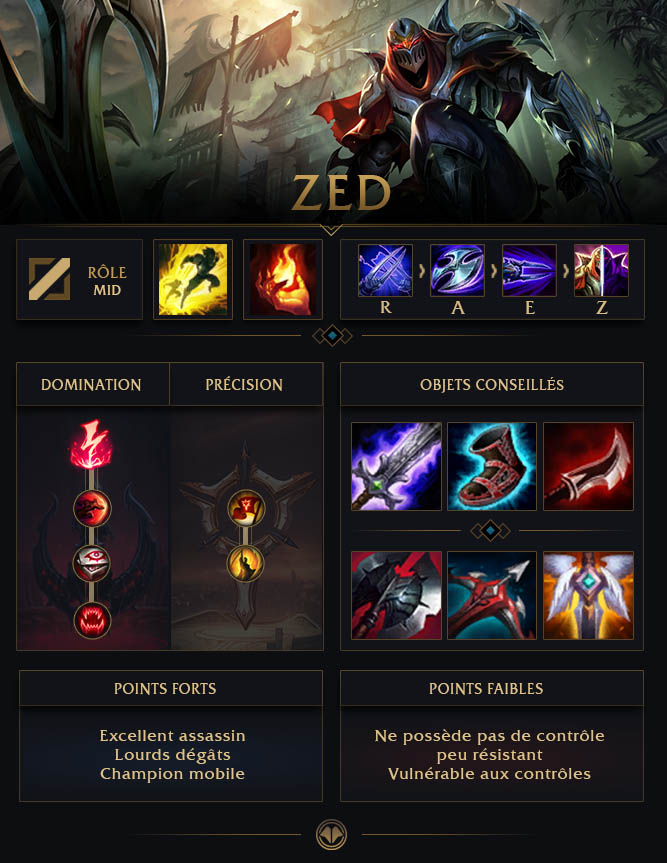 ZED
RÔLE
MID
R A E Z
DOMINATION
PRÉCISION
OBJETS CONSEILLÉS
POINTS FORTS
Excellent assassin
Lourds dégâts
Champion mobile
POINTS FAIBLES
Ne possède pas de contrôle
peu résistant
Vulnérable aux contrôles